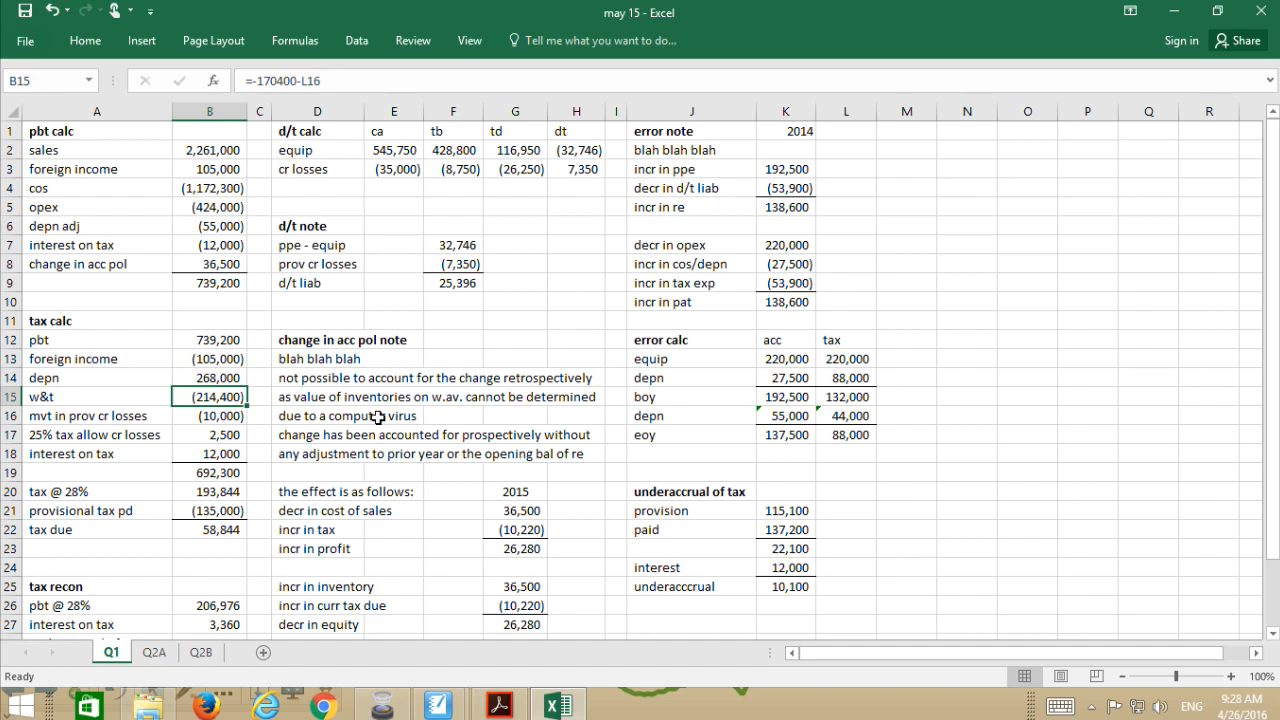 may 15 - Excel
File Home Insert Page Layout Formulas Data Review View Tell me what you want to do... Sign in Share
B15 fx =-170400-L16
A B C D E F G H I J K L M N O P Q R
1 pbt calc d/t calc ca tb td dt error note 2014
2 sales 2,261,000 equip 545,750 428,800 116,950 (32,746) blah blah blah
3 foreign income 105,000 cr losses (35,000) (8,750) (26,250) 7,350 incr in ppe 192,500
4 cos (1,172,300) decr in d/t liab (53,900)
5 opex (424,000) incr in re 138,600
6 depn adj (55,000) d/t note
7 interest on tax (12,000) ppe - equip 32,746 decr in opex 220,000
8 change in acc pol 36,500 prov cr losses (7,350) incr in cos/depn (27,500)
9 739,200 d/t liab 25,396 incr in tax exp (53,900)
10 incr in pat 138,600
11 tax calc
12 pbt 739,200 change in acc pol note error calc acc tax
13 foreign income (105,000) blah blah blah equip 220,000 220,000
14 depn 268,000 not possible to account for the change retrospectively depn 27,500 88,000
15 w&t (214,400) as value of inventories on w.av. cannot be determined boy 192,500 132,000
16 mvt in prov cr losses (10,000) due to a computer virus depn 55,000 44,000
17 25% tax allow cr losses 2,500 change has been accounted for prospectively without eoy 137,500 88,000
18 interest on tax 12,000 any adjustment to prior year or the opening bal of re
19 692,300
20 tax @ 28% 193,844 the effect is as follows: 2015 underaccrual of tax
21 provisional tax pd (135,000) decr in cost of sales 36,500 provision 115,100
22 tax due 58,844 incr in tax (10,220) paid 137,200
23 incr in profit 26,280 22,100
24 interest 12,000
25 tax recon incr in inventory 36,500 underacccrual 10,100
26 pbt @ 28% 206,976 incr in curr tax due (10,220)
27 interest on tax 3,360 decr in equity 26,280
Q1 Q2A Q2B
Ready 100%
ENG 9:28 AM
4/26/2016